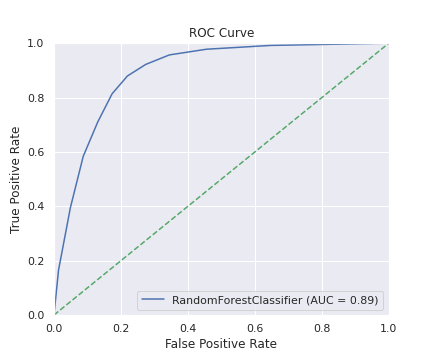 ROC Curve
1.0
0.8
0.6
0.4
0.2
0.0
True Positive Rate
RandomForestClassifier (AUC = 0.89)
0.0 0.2 0.4 0.6 0.8 1.0
False Positive Rate